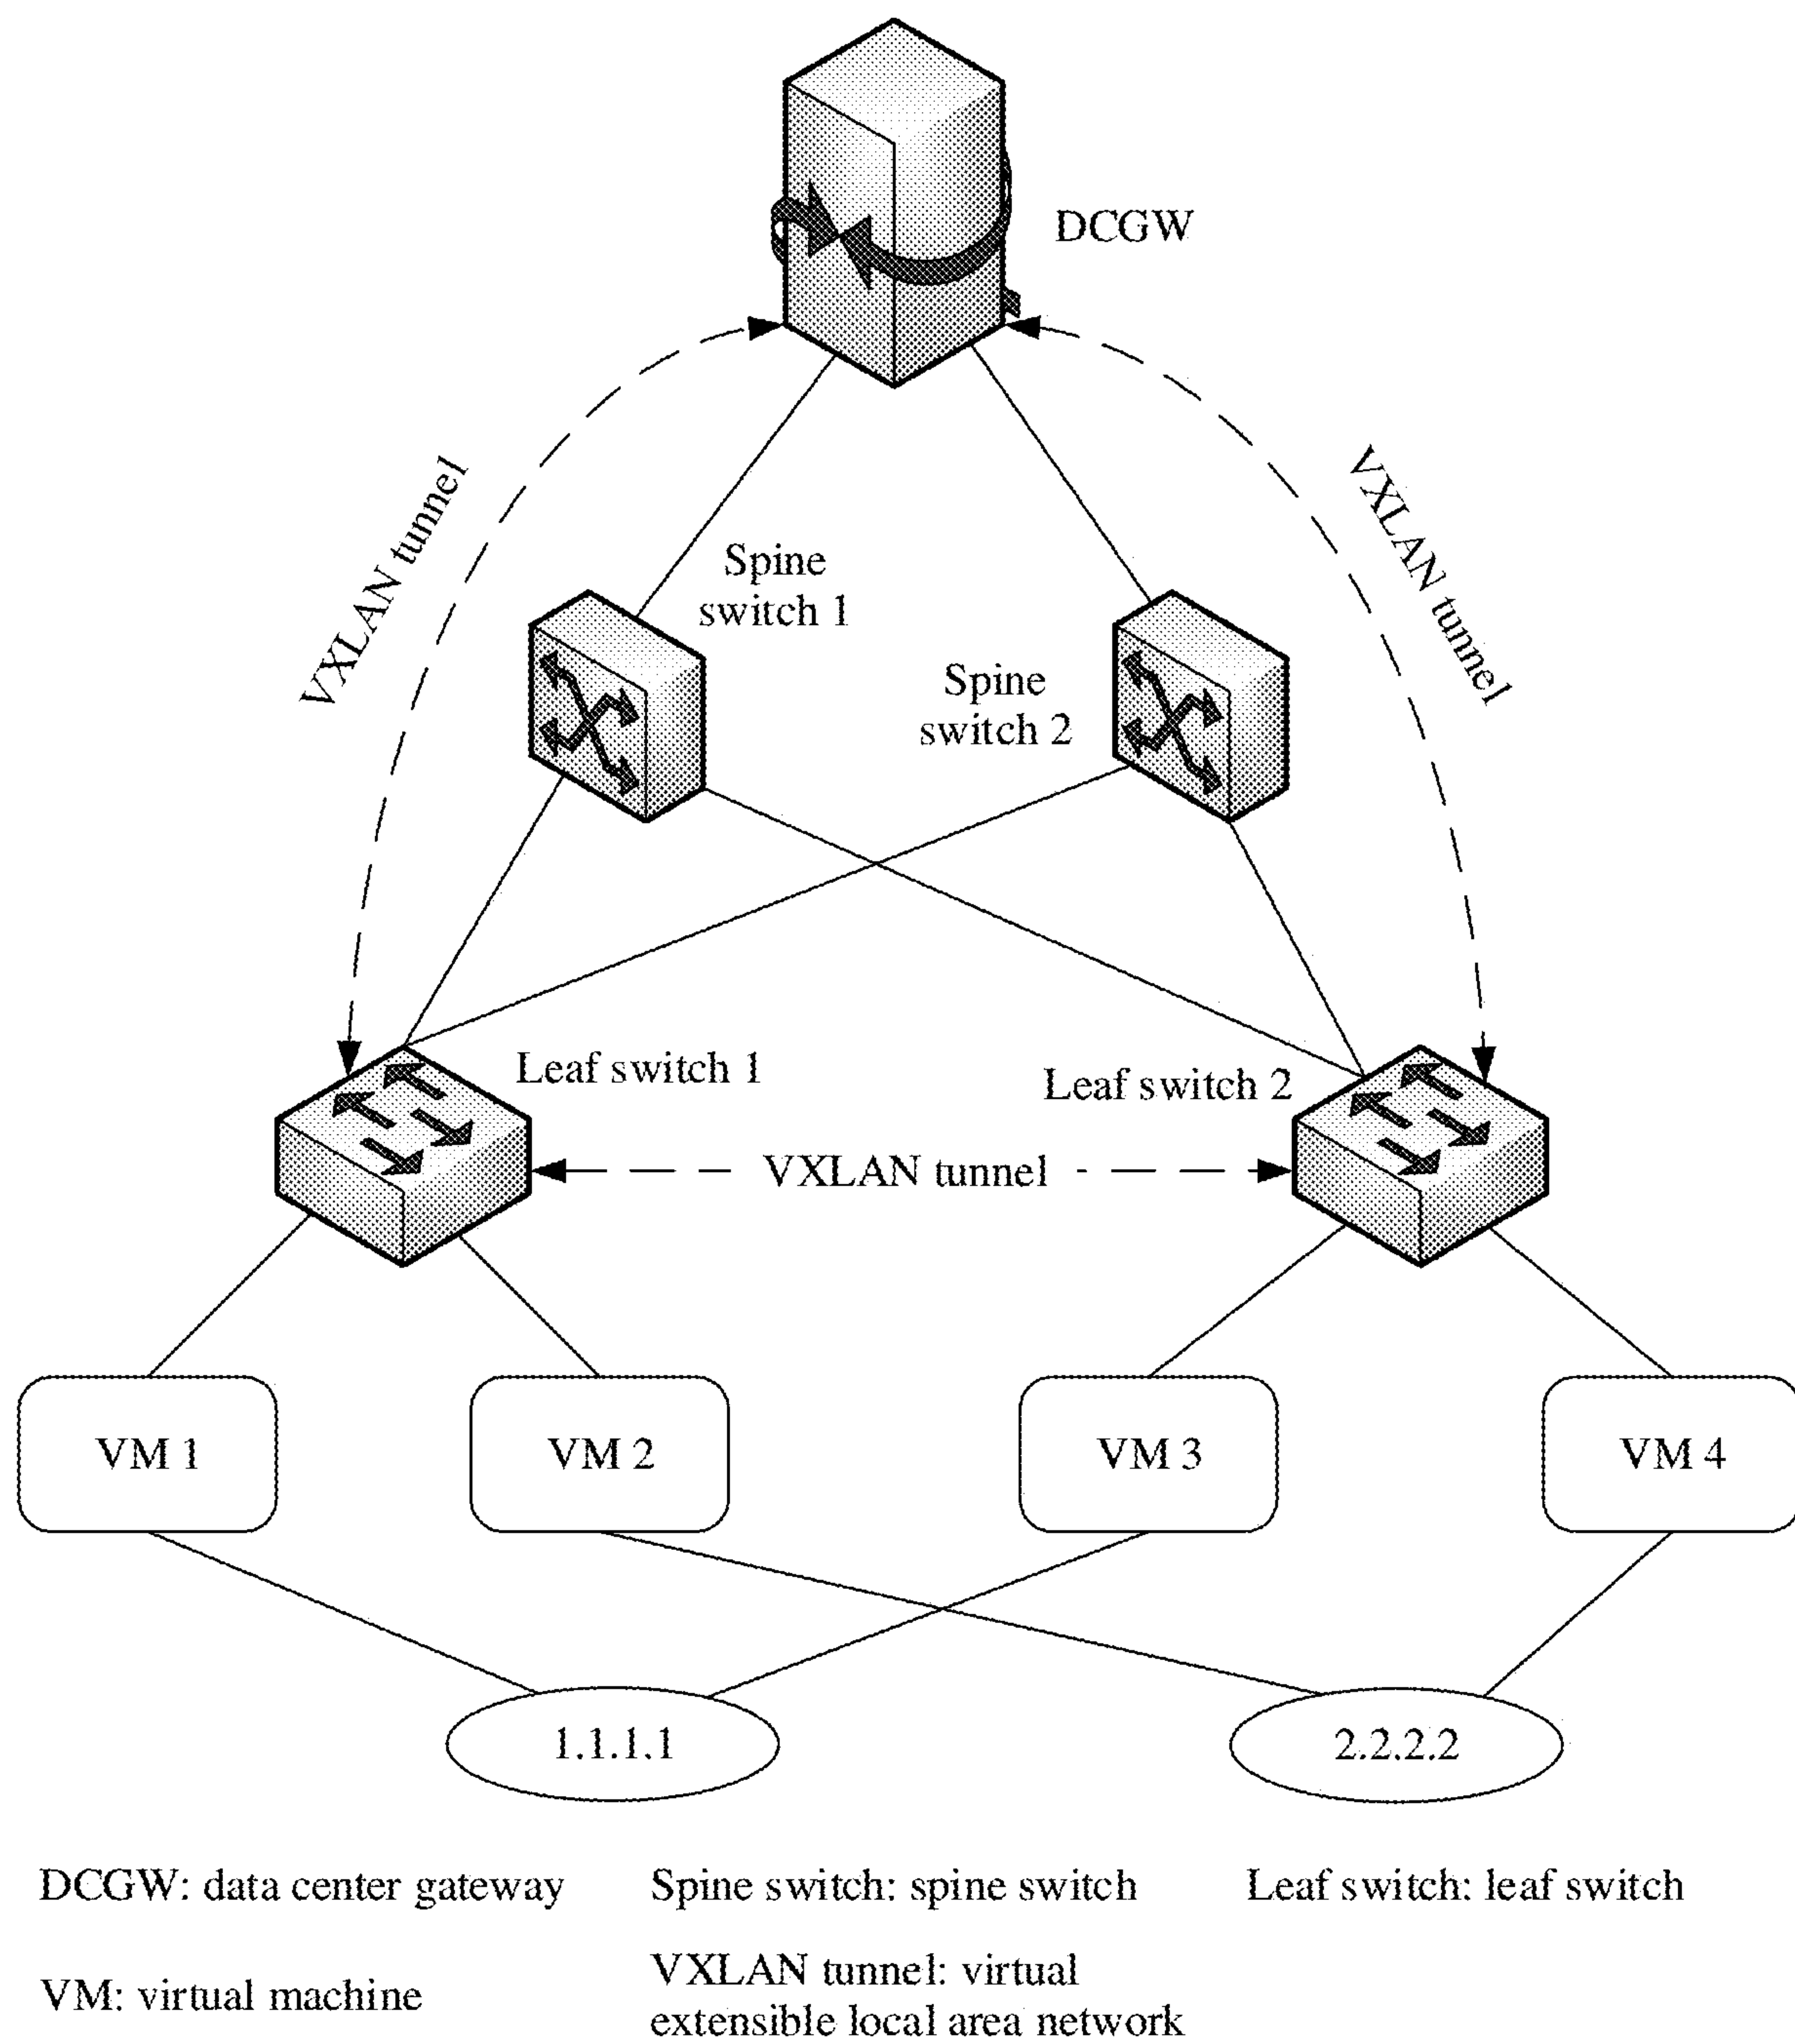 DCGW
VXLAN tunnel
VXLAN tunnel
Spine
switch 1
Spine
switch 2
Leaf switch 1
Leaf switch 2
VXLAN tunnel
VM 1
VM 2
VM 3
VM 4
1.1.1.1
2.2.2.2
DCGW: data center gateway
Spine switch: spine switch
Leaf switch: leaf switch
VM: virtual machine
VXLAN tunnel: virtual
extensible local area network